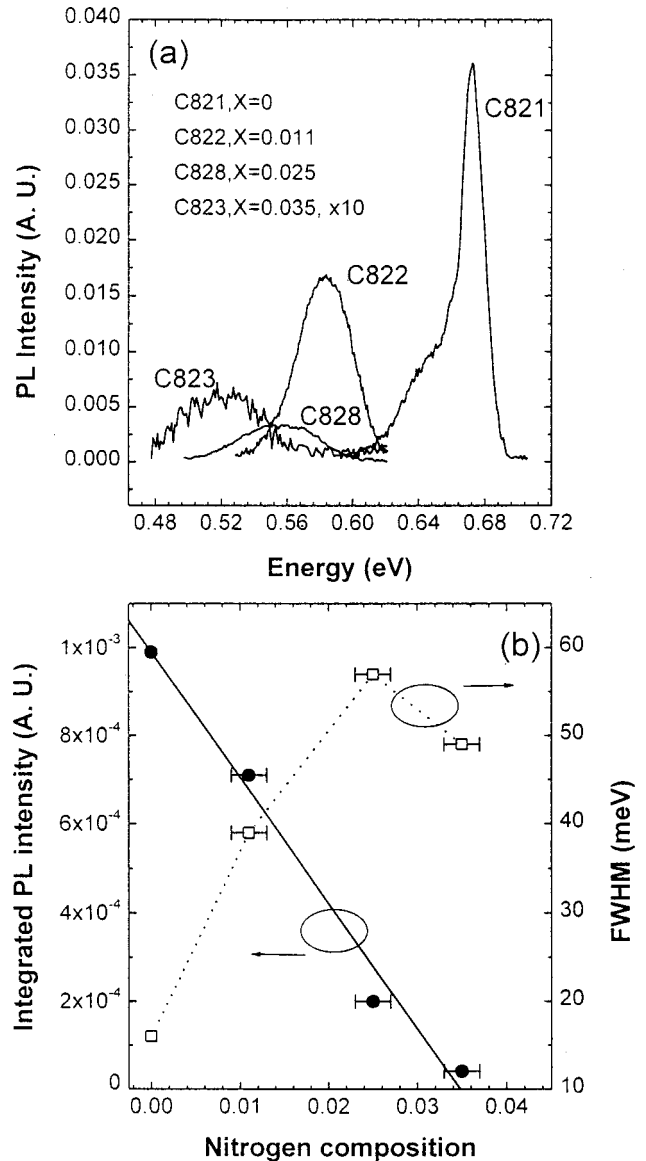 (a)
C821,X=0
C822,X=0.011
C828,X=0.025
C823,X=0.035, x10
C821
C822
C823
C828
PL Intensity (A. U.)
0.040
0.035
0.030
0.025
0.020
0.015
0.010
0.005
0.000
0.48 0.52 0.56 0.60 0.64 0.68 0.72
Energy (eV)
(b)
Integrated PL intensity (A. U.)
1x10⁻³
8x10⁻⁴
6x10⁻⁴
4x10⁻⁴
2x10⁻⁴
0
60
50
40
30
20
10
FWHM (meV)
0.00 0.01 0.02 0.03 0.04
Nitrogen composition